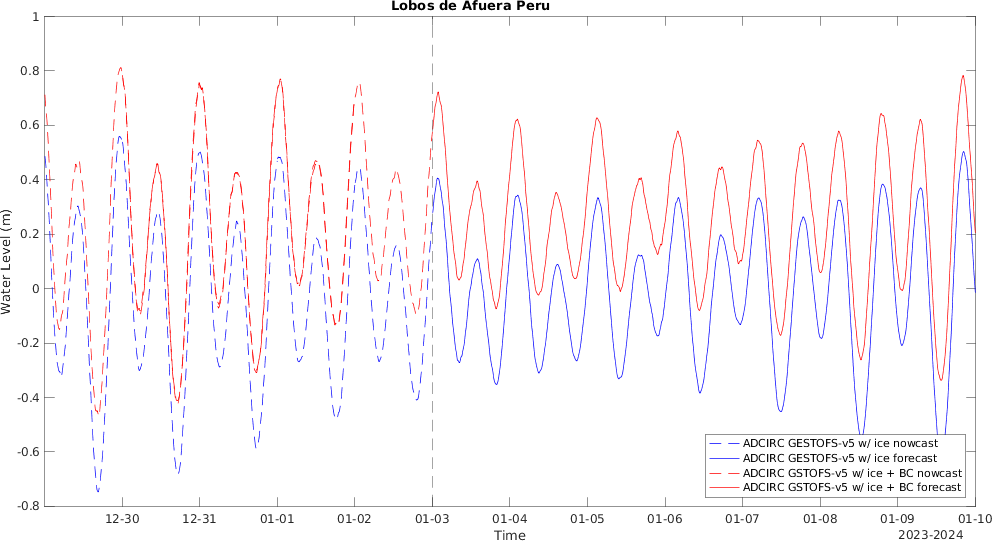 Lobos de Afuera Peru
1
0.8
0.6
0.4
0.2
0
-0.2
-0.4
-0.6
-0.8
Water Level (m)
ADCIRC GESTOFS-v5 w/ ice nowcast
ADCIRC GESTOFS-v5 w/ ice forecast
ADCIRC GSTOFS-v5 w/ ice + BC nowcast
ADCIRC GSTOFS-v5 w/ ice + BC forecast
12-30 12-31 01-01 01-02 01-03 01-04 01-05 01-06 01-07 01-08 01-09 01-10
Time
2023-2024